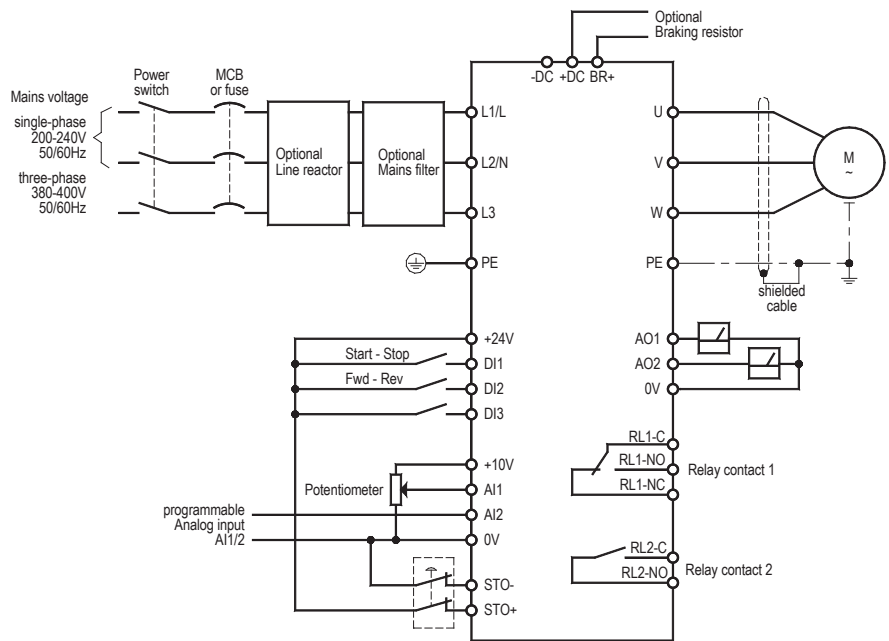 Optional
Braking resistor
-DC +DC BR+
Power
switch
MCB
or fuse
Mains voltage
single-phase
200-240V
50/60Hz
three-phase
380-400V
50/60Hz
Optional
Line reactor
Optional
Mains filter
L1/L
L2/N
L3
PE
U
V
W
PE
M
~
shielded
cable
+24V
Start - Stop
DI1
Fwd - Rev
DI2
DI3
+10V
Potentiometer
AI1
programmable
Analog input
AI1/2
AI2
0V
STO-
STO+
AO1
AO2
0V
RL1-C
RL1-NO
RL1-NC
Relay contact 1
RL2-C
RL2-NO
Relay contact 2